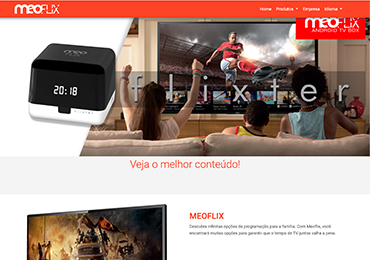 MEOFLIX
Home Produtos Empresa Idioma
MEOFLIX
ANDROID TV BOX
MEOFLIX
20:18
flixter
Veja o melhor conteúdo!
MEOFLIX
Descubra infinitas opções de programação para a família. Com Meoflix, você
encontrará muitas opções para garantir que o tempo de TV juntos valha a pena.